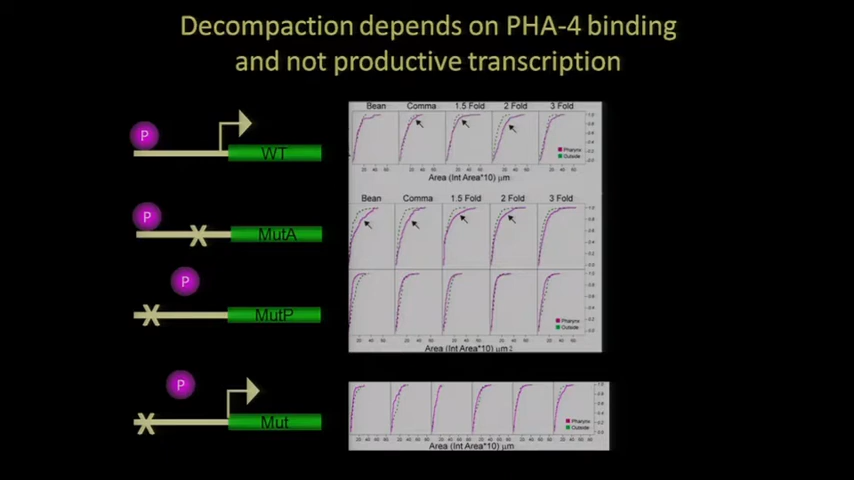 Decompaction depends on PHA-4 binding
and not productive transcription
P
WT
Bean Comma 1.5 Fold 2 Fold 3 Fold
Pharynx
Outside
Area (Int Area*10) μm
P
MutA
Bean Comma 1.5 Fold 2 Fold 3 Fold
P
MutP
Pharynx
Outside
Area (Int Area*10) μm 2
P
Mut
Pharynx
Outside
Area (Int Area*10) μm